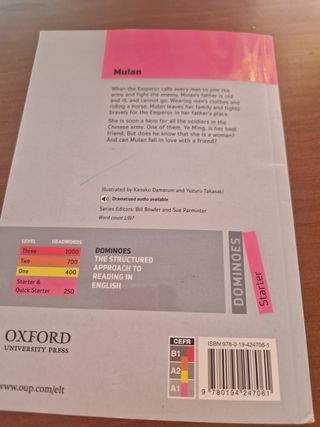 Mulan
When the Emperor calls every man to join the
army and fight the enemy, Mulan's father is old
and ill, and cannot go. Wearing men's clothes and
riding a horse, Mulan leaves her family and fights
bravely for the Emperor in her father's place.
She is soon a hero for all the soldiers in the
Chinese army. One of them, Ye Ming, is her best
friend. But does he know that she is a woman?
And can Mulan fall in love with a friend?
Illustrated by Kanako Damerum and Yuzuru Takasaki
Dramatized audio available
Series Editors: Bill Bowler and Sue Parminter
Word count 1,917
LEVEL HEADWORDS
Three 1000
Two 700
One 400
Starter &
Quick Starter 250
DOMINOES
THE STRUCTURED
APPROACH TO
READING IN
ENGLISH
DOMINOES
Starter
OXFORD
UNIVERSITY PRESS
www.oup.com/elt
CEFR
B1
A2
A1
ISBN 978-0-19-424706-1
9 780194 247061